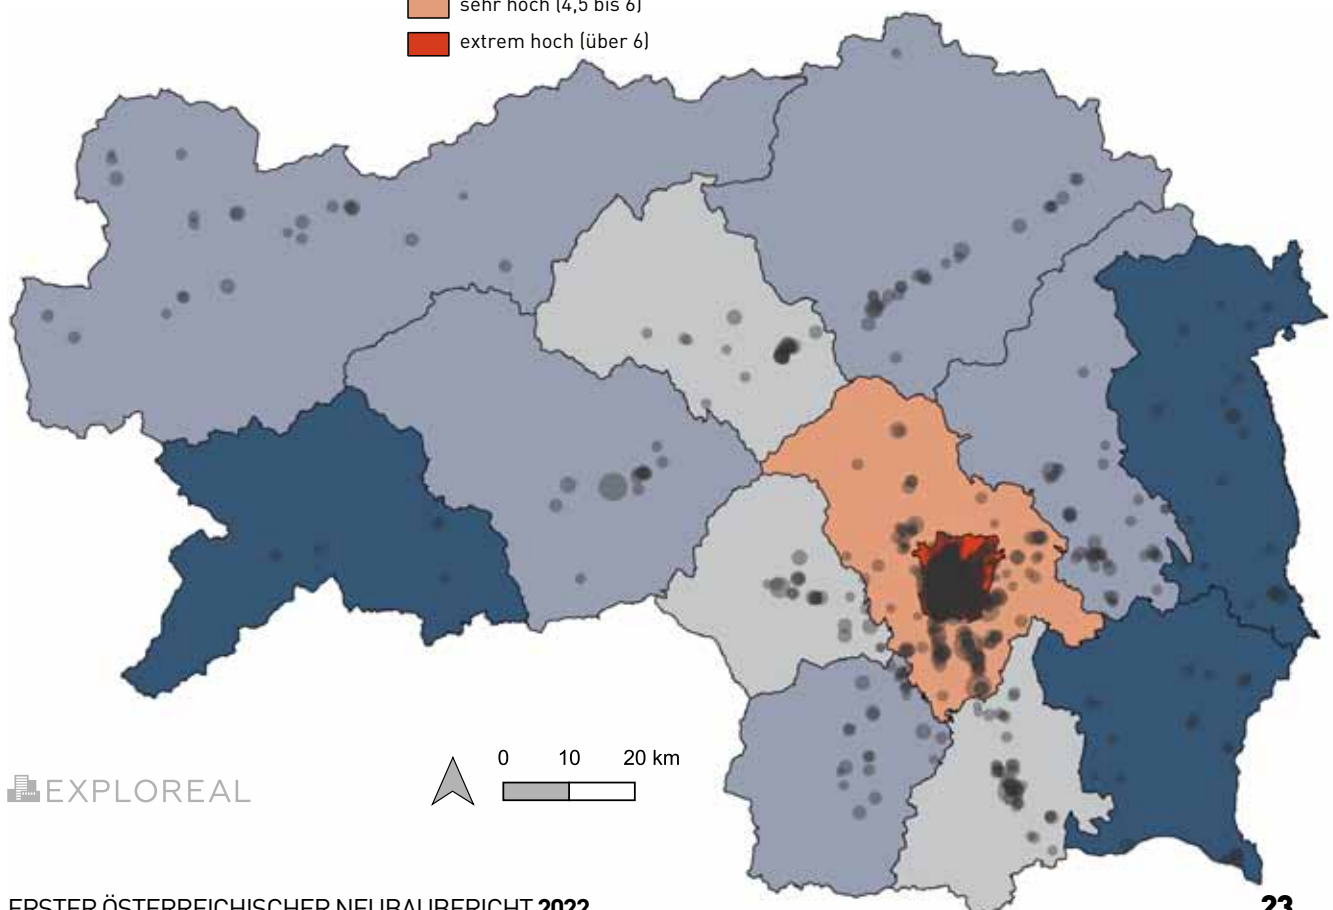 sehr hoch (4,5 bis 6)
extrem hoch (über 6)
0 10 20 km
EXPLOREAL
ERSTER ÖSTERREICHISCHER NEUBAUBERICHT 2022
23